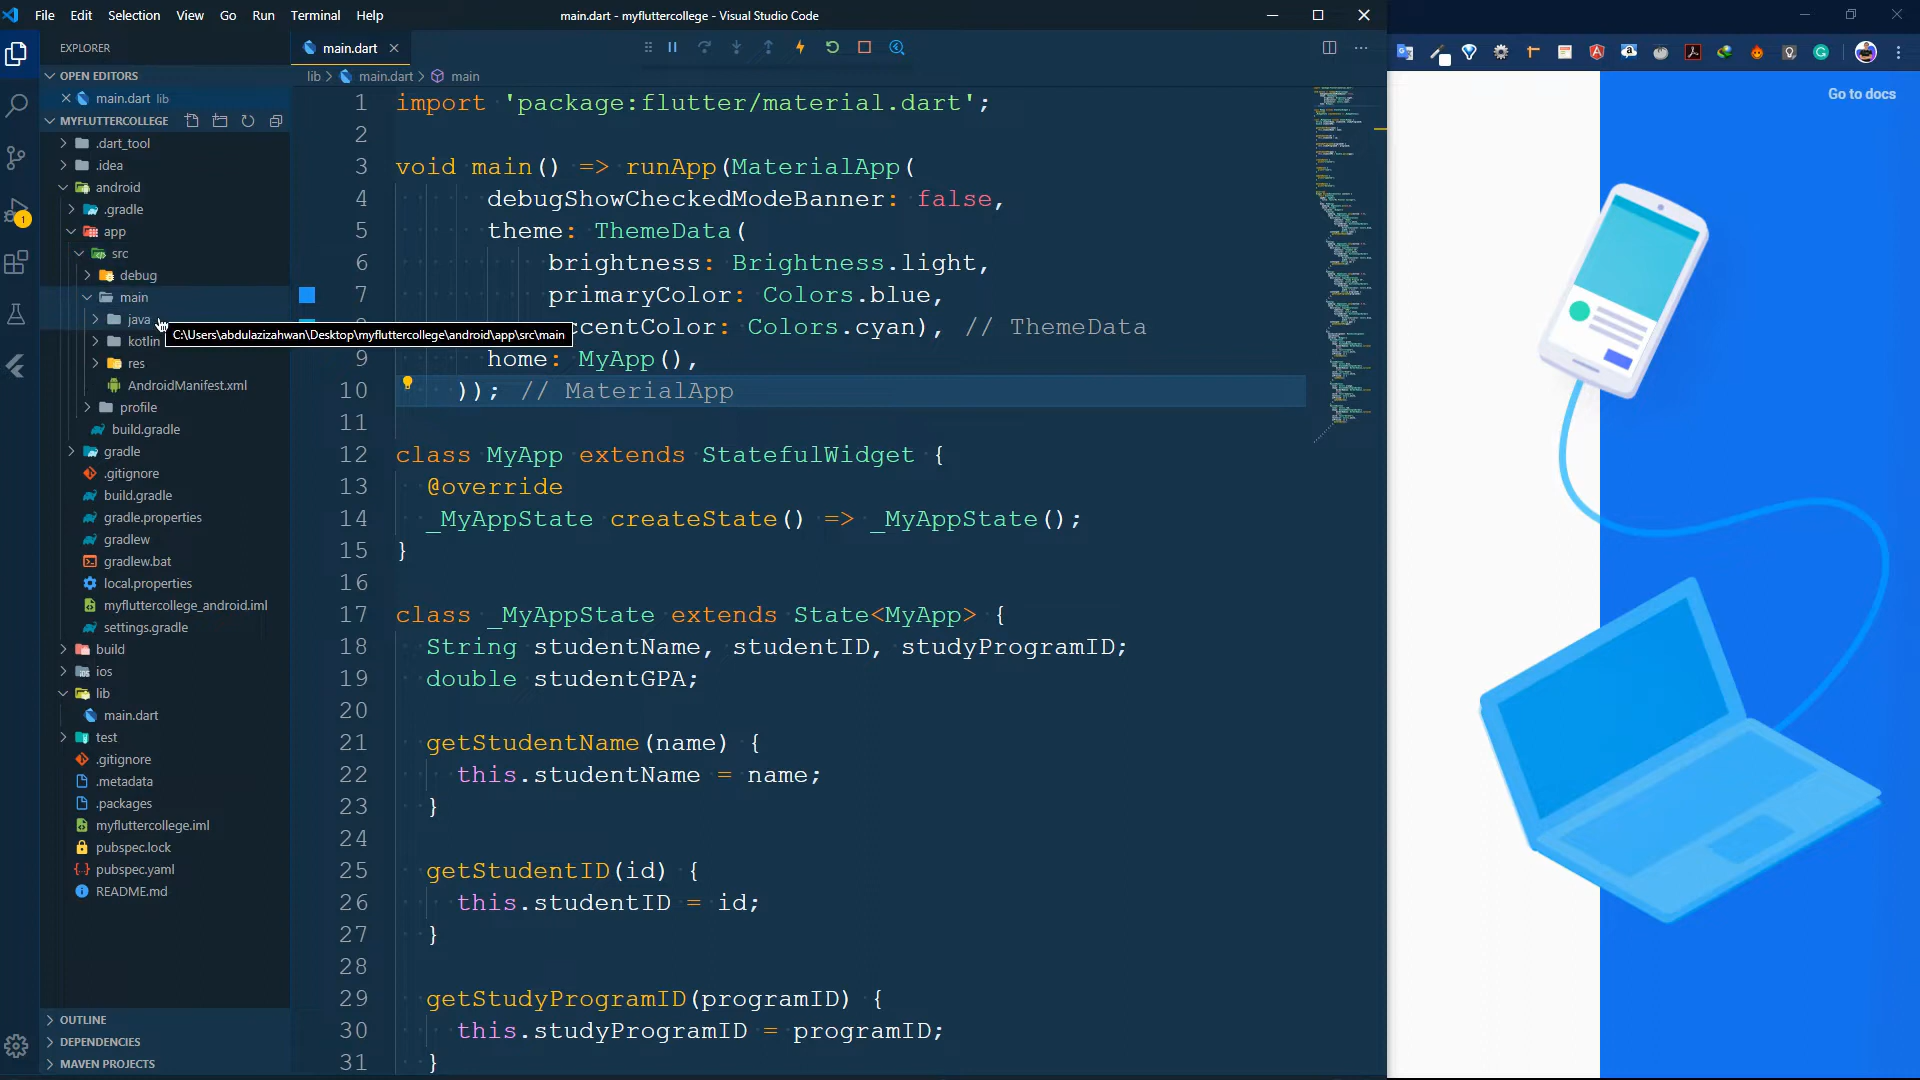 File Edit Selection View Go Run Terminal Help
main.dart - myfluttercollege - Visual Studio Code
EXPLORER
OPEN EDITORS
main.dart lib
MYFLUTTERCOLLEGE
.dart_tool
.idea
android
.gradle
app
src
debug
main
java
C:\Users\abdulazizahwan\Desktop\myfluttercollege\android\app\src\main
kotlin
res
AndroidManifest.xml
profile
build.gradle
gradle
.gitignore
build.gradle
gradle.properties
gradlew
gradlew.bat
local.properties
myfluttercollege_android.iml
settings.gradle
build
ios
lib
main.dart
test
.gitignore
.metadata
.packages
myfluttercollege.iml
pubspec.lock
pubspec.yaml
README.md
OUTLINE
DEPENDENCIES
MAVEN PROJECTS
1
main.dart
lib > main.dart > main
1 import 'package:flutter/material.dart';
2
3 void main() => runApp(MaterialApp(
4 debugShowCheckedModeBanner: false,
5 theme: ThemeData(
6 brightness: Brightness.light,
7 primaryColor: Colors.blue,
ccentColor: Colors.cyan), // ThemeData
9 home: MyApp(),
10 )); // MaterialApp
11
12 class MyApp extends StatefulWidget {
13 @override
14 _MyAppState createState() => _MyAppState();
15 }
16
17 class _MyAppState extends State<MyApp> {
18 String studentName, studentID, studyProgramID;
19 double studentGPA;
20
21 getStudentName(name) {
22 this.studentName = name;
23 }
24
25 getStudentID(id) {
26 this.studentID = id;
27 }
28
29 getStudyProgramID(programID) {
30 this.studyProgramID = programID;
31 }
Go to docs